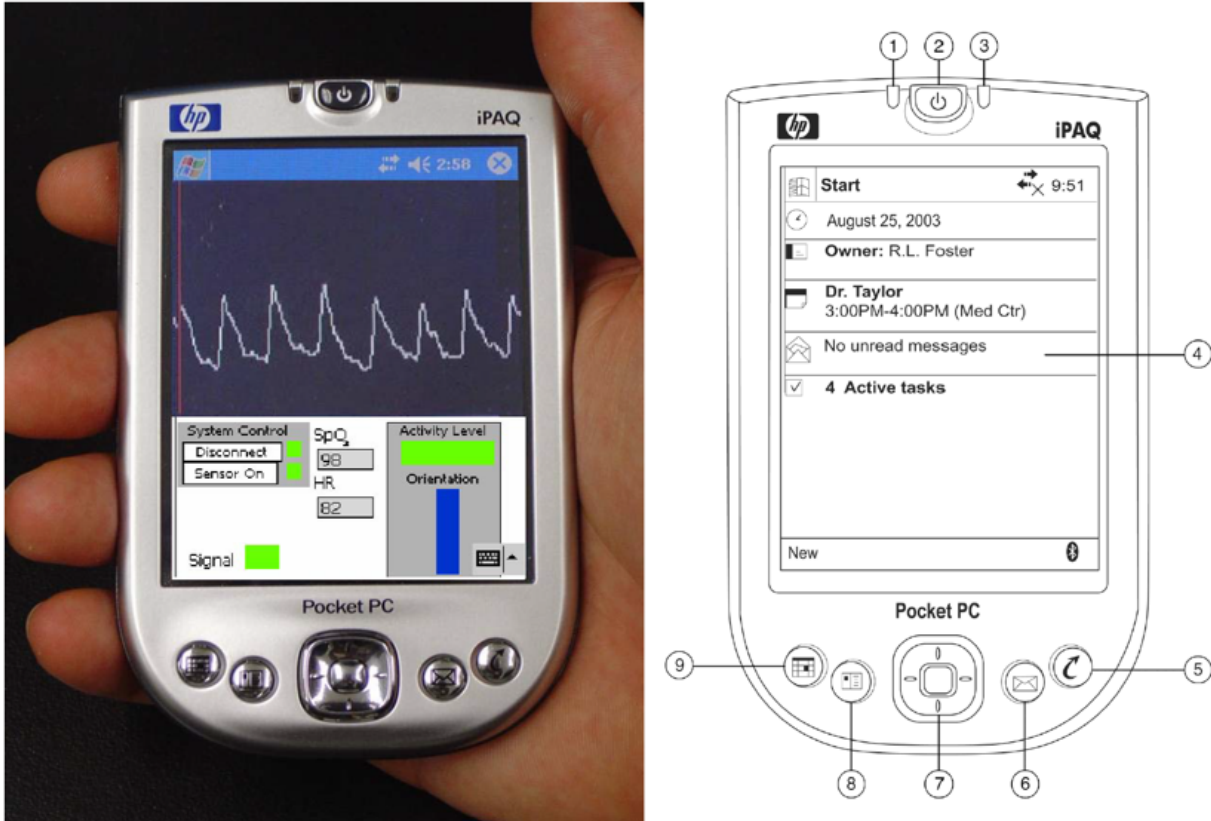 hp
iPAQ
2:58
System Control
Disconnect
Sensor On
SpO2
98
HR
82
Activity Level
Orientation
Signal
Pocket PC
1
2
3
hp
iPAQ
Start
9:51
August 25, 2003
Owner: R.L. Foster
Dr. Taylor
3:00PM-4:00PM (Med Ctr)
No unread messages
4
4 Active tasks
New
Pocket PC
9
5
8
7
6